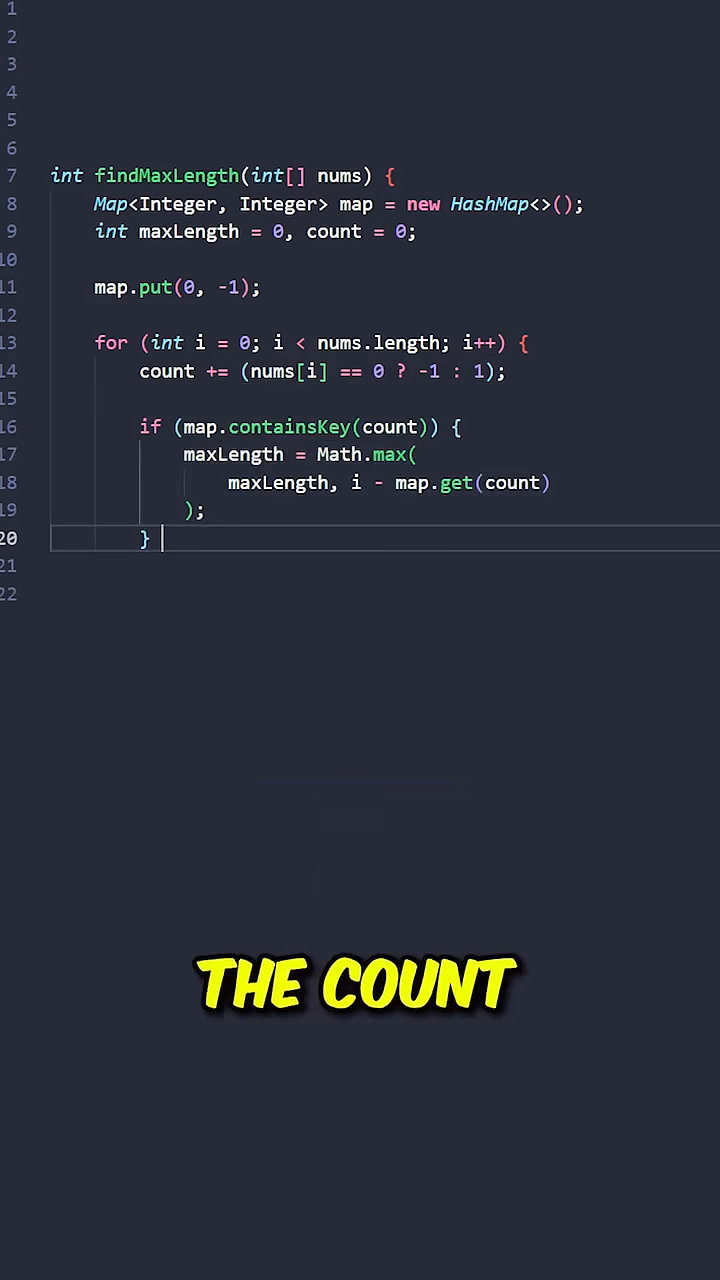 1
2
3
4
5
6
7 int findMaxLength(int[] nums) {
8     Map<Integer, Integer> map = new HashMap<>();
9     int maxLength = 0, count = 0;
10
11     map.put(0, -1);
12
13     for (int i = 0; i < nums.length; i++) {
14         count += (nums[i] == 0 ? -1 : 1);
15
16         if (map.containsKey(count)) {
17             maxLength = Math.max(
18                 maxLength, i - map.get(count)
19             );
20         }
21
22
THE COUNT